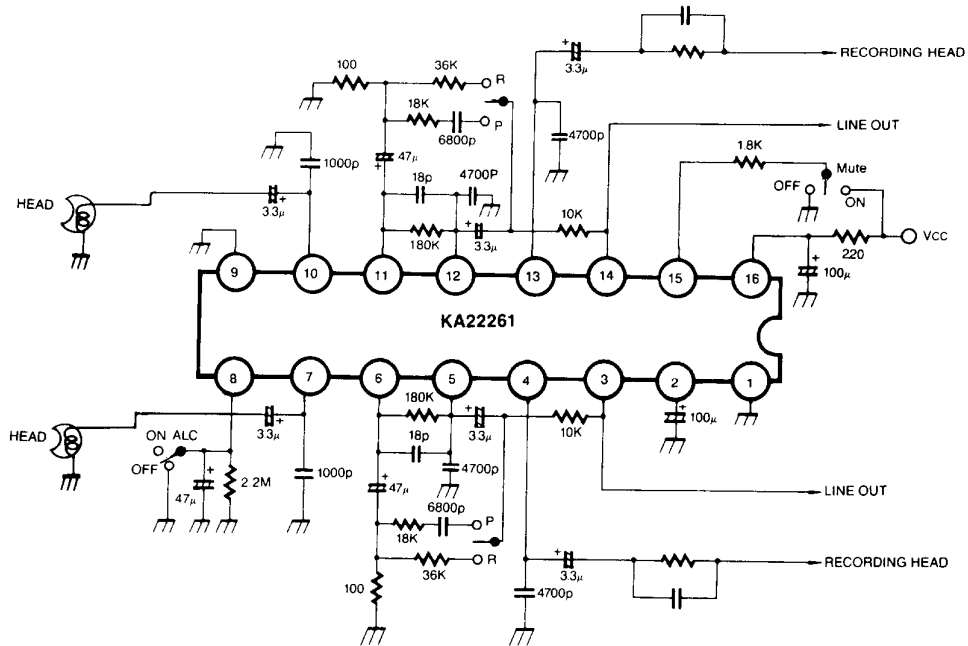 100
36K
R
3.3μ
RECORDING HEAD
18K
6800p
P
1000p
47μ
4700p
LINE OUT
1.8K
Mute
OFF
ON
18p
4700P
HEAD
3.3μ
180K
3.3μ
10K
220
VCC
100μ
9
10
11
12
13
14
15
16
KA22261
8
7
6
5
4
3
2
1
HEAD
3.3μ
180K
3.3μ
10K
100μ
ON ALC
18p
OFF
47μ
2.2M
1000p
4700p
47μ
LINE OUT
6800p
P
18K
R
36K
3.3μ
RECORDING HEAD
100
4700p